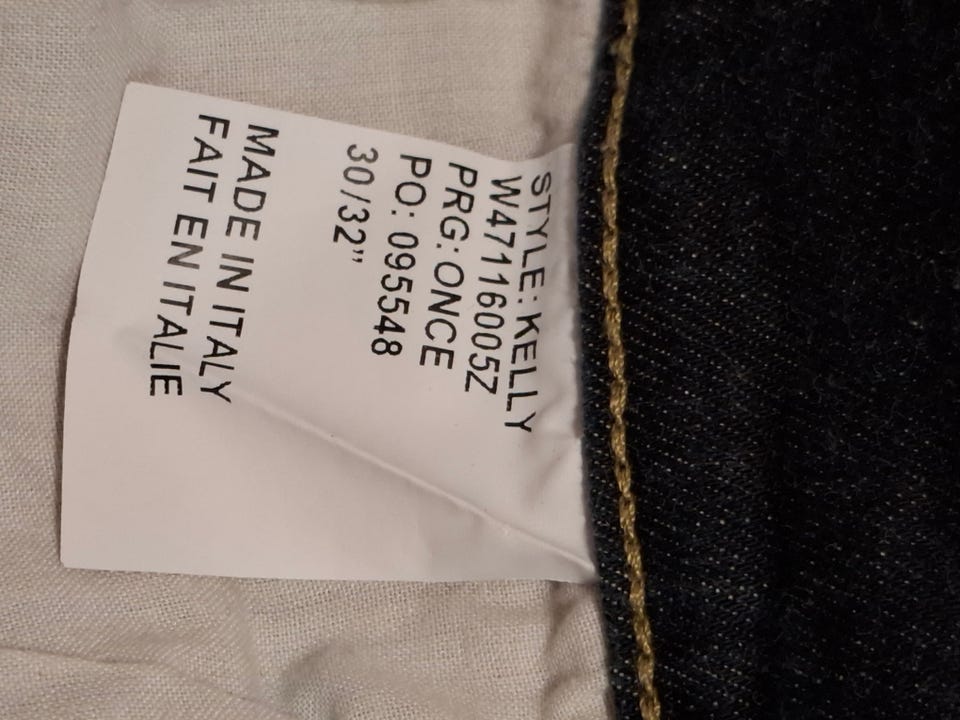 STYLE: KELLY
W47116005Z
PRG: ONCE
PO: 095548
30/32"
MADE IN ITALY
FAIT EN ITALIE